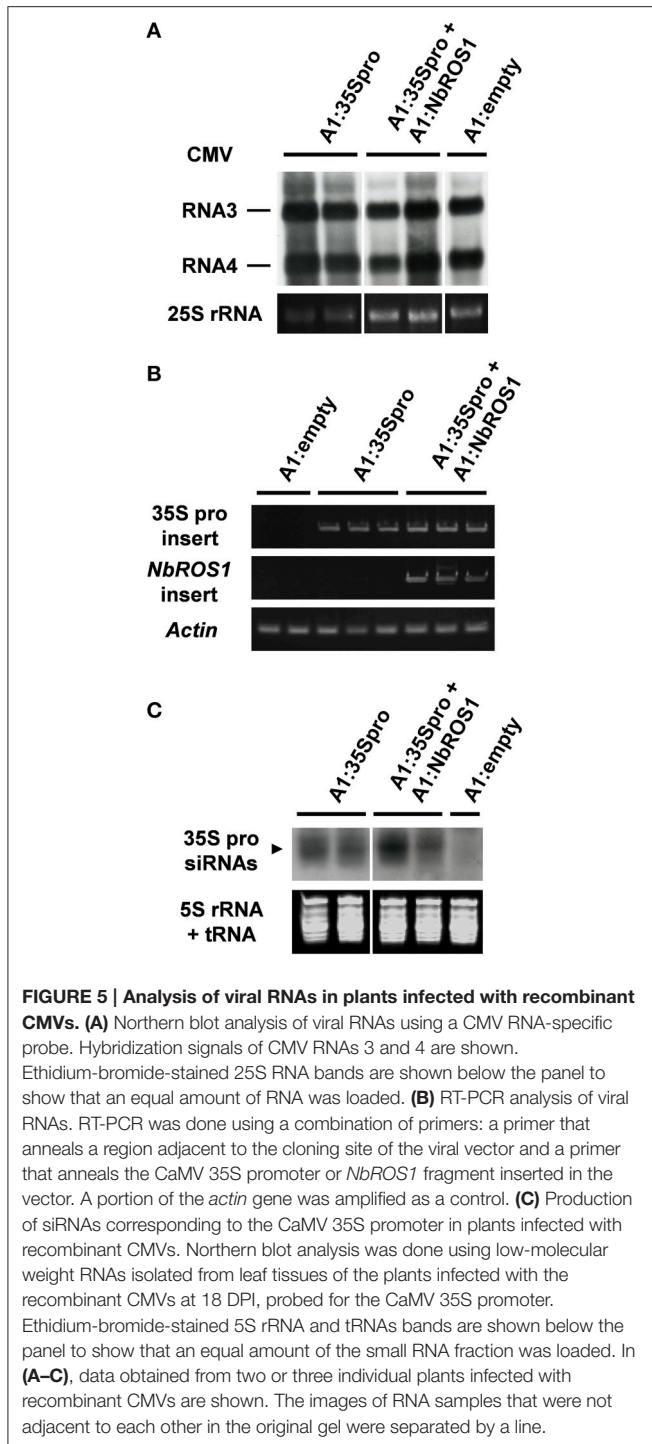 A
A1:35Spro
A1:35Spro +
A1:NbROS1
A1:empty
CMV
RNA3
RNA4
25S rRNA
B
A1:empty
A1:35Spro
A1:35Spro +
A1:NbROS1
35S pro
insert
NbROS1
insert
Actin
C
A1:35Spro
A1:35Spro +
A1:NbROS1
A1:empty
35S pro
siRNAs
5S rRNA
+ tRNA
FIGURE 5 | Analysis of viral RNAs in plants infected with recombinant
CMVs. (A) Northern blot analysis of viral RNAs using a CMV RNA-specific
probe. Hybridization signals of CMV RNAs 3 and 4 are shown.
Ethidium-bromide-stained 25S RNA bands are shown below the panel to
show that an equal amount of RNA was loaded. (B) RT-PCR analysis of viral
RNAs. RT-PCR was done using a combination of primers: a primer that
anneals a region adjacent to the cloning site of the viral vector and a primer
that anneals the CaMV 35S promoter or NbROS1 fragment inserted in the
vector. A portion of the actin gene was amplified as a control. (C) Production
of siRNAs corresponding to the CaMV 35S promoter in plants infected with
recombinant CMVs. Northern blot analysis was done using low-molecular
weight RNAs isolated from leaf tissues of the plants infected with the
recombinant CMVs at 18 DPI, probed for the CaMV 35S promoter.
Ethidium-bromide-stained 5S rRNA and tRNAs bands are shown below the
panel to show that an equal amount of the small RNA fraction was loaded. In
(A–C), data obtained from two or three individual plants infected with
recombinant CMVs are shown. The images of RNA samples that were not
adjacent to each other in the original gel were separated by a line.